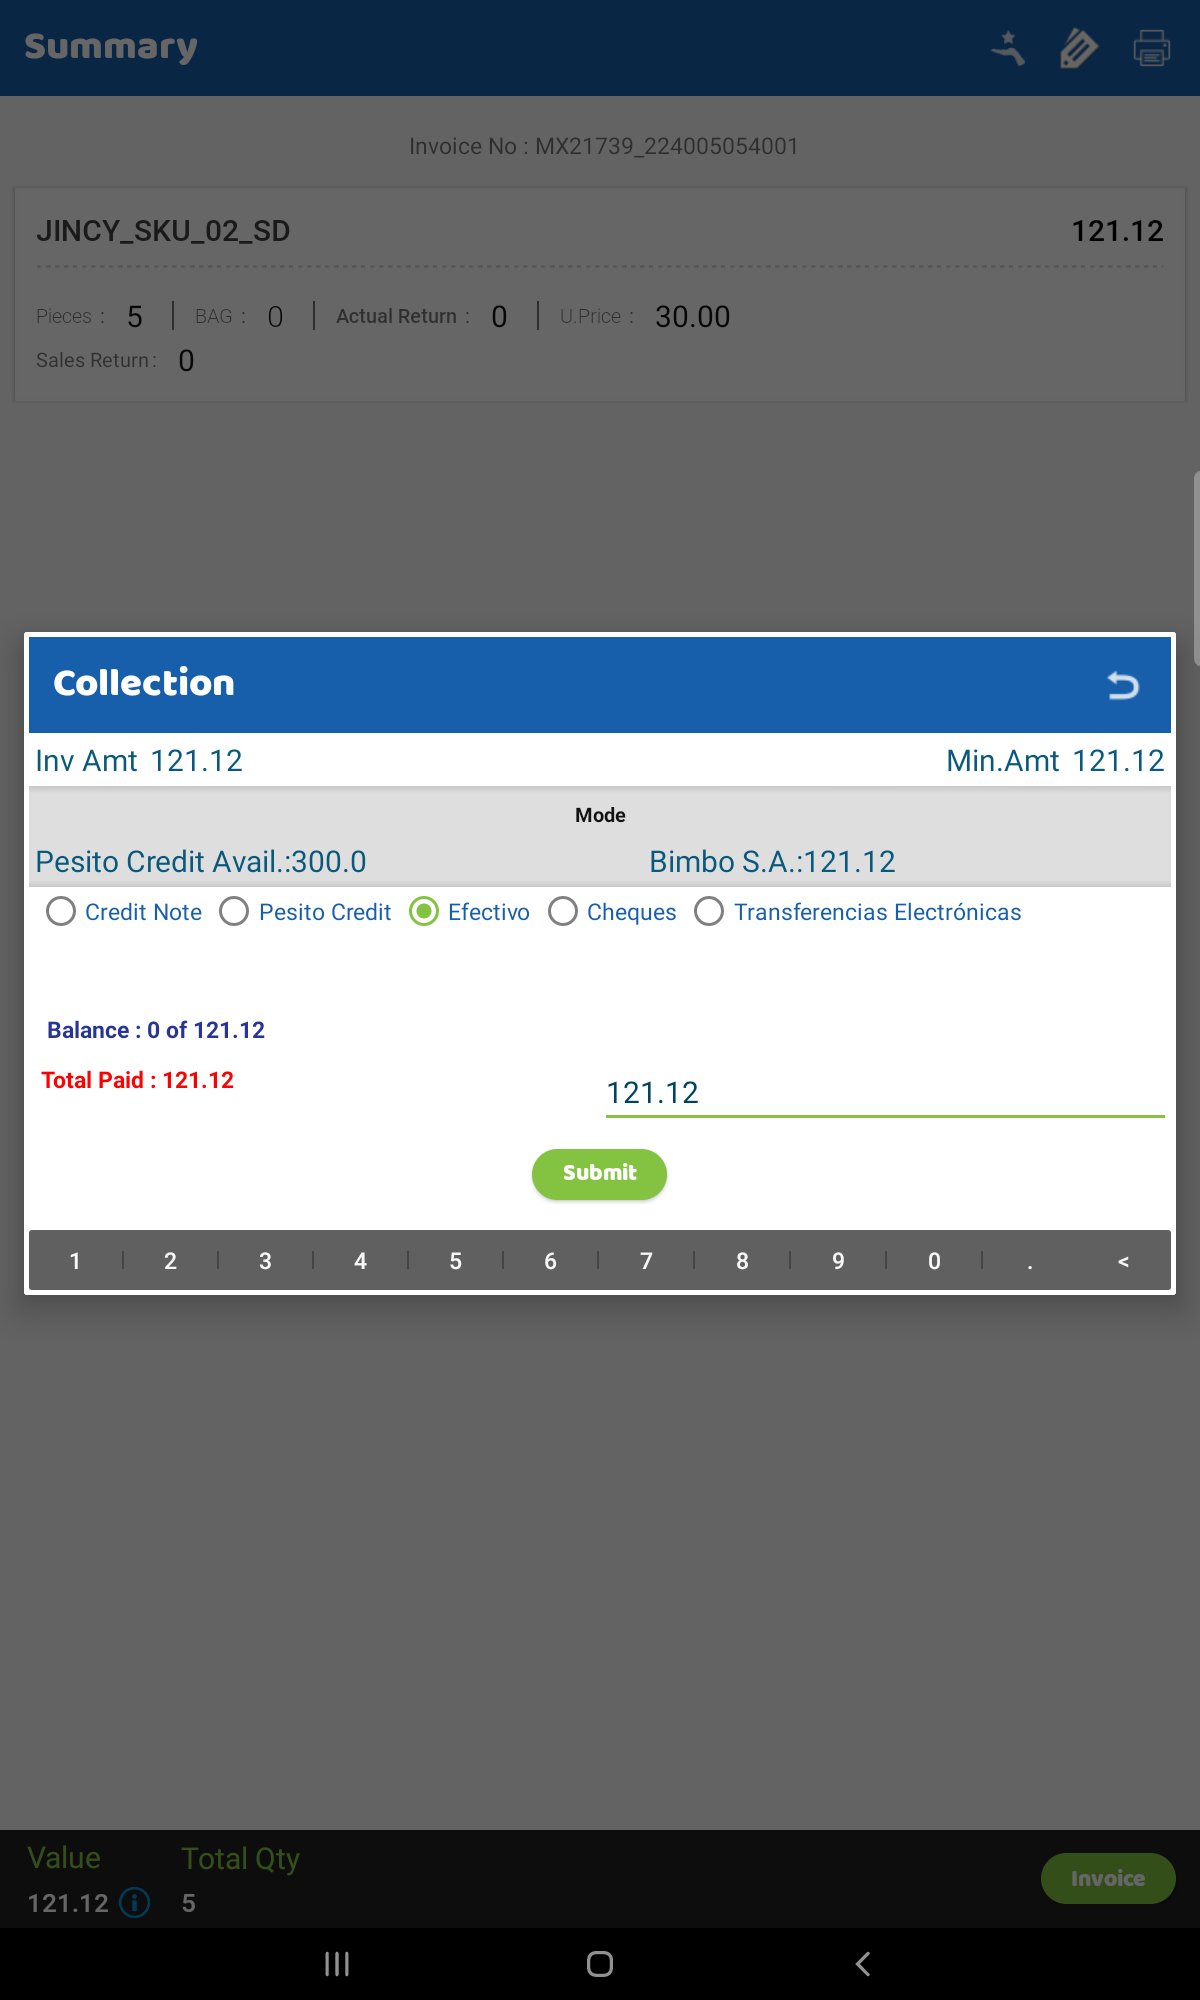 Summary
Invoice No : MX21739_224005054001
JINCY_SKU_02_SD 121.12
Pieces : 5 | BAG : 0 | Actual Return : 0 | U.Price : 30.00
Sales Return : 0
Collection
Inv Amt 121.12 Min.Amt 121.12
Mode
Pesito Credit Avail.:300.0 Bimbo S.A.:121.12
Credit Note Pesito Credit Efectivo Cheques Transferencias Electrónicas
Balance : 0 of 121.12
Total Paid : 121.12
121.12
Submit
1 | 2 | 3 | 4 | 5 | 6 | 7 | 8 | 9 | 0 | . <
Value Total Qty
121.12 i 5
Invoice